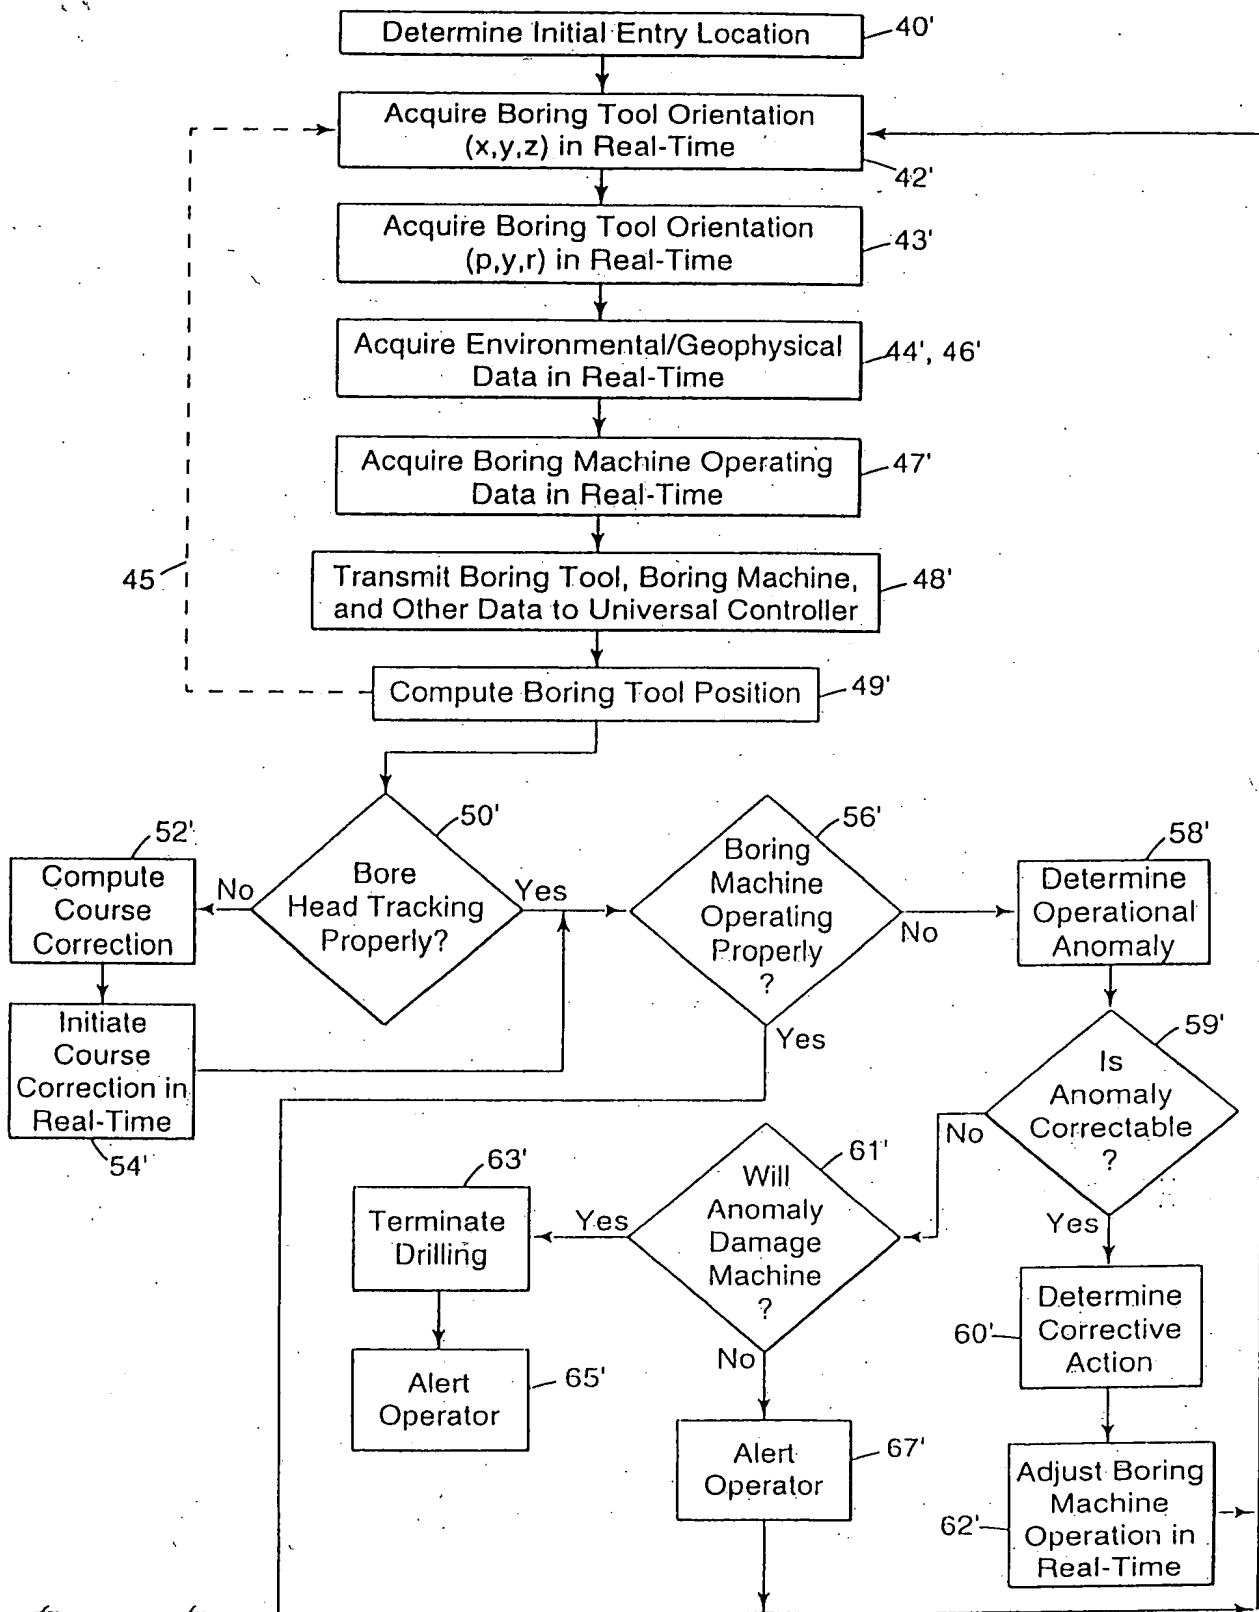 Determine Initial Entry Location
40'
Acquire Boring Tool Orientation
(x,y,z) in Real-Time
42'
Acquire Boring Tool Orientation
(p,y,r) in Real-Time
43'
Acquire Environmental/Geophysical
Data in Real-Time
44', 46'
Acquire Boring Machine Operating
Data in Real-Time
47'
45
Transmit Boring Tool, Boring Machine,
and Other Data to Universal Controller
48'
Compute Boring Tool Position
49'
50'
Bore
Head Tracking
Properly?
No
Yes
52'
Compute
Course
Correction
Initiate
Course
Correction in
Real-Time
54'
56'
Boring
Machine
Operating
Properly
?
No
Yes
58'
Determine
Operational
Anomaly
59'
Is
Anomaly
Correctable
?
No
Yes
61'
Will
Anomaly
Damage
Machine
?
Yes
No
63'
Terminate
Drilling
Alert
Operator
65'
Alert
Operator
67'
Determine
Corrective
Action
60'
Adjust Boring
Machine
Operation in
Real-Time
62'